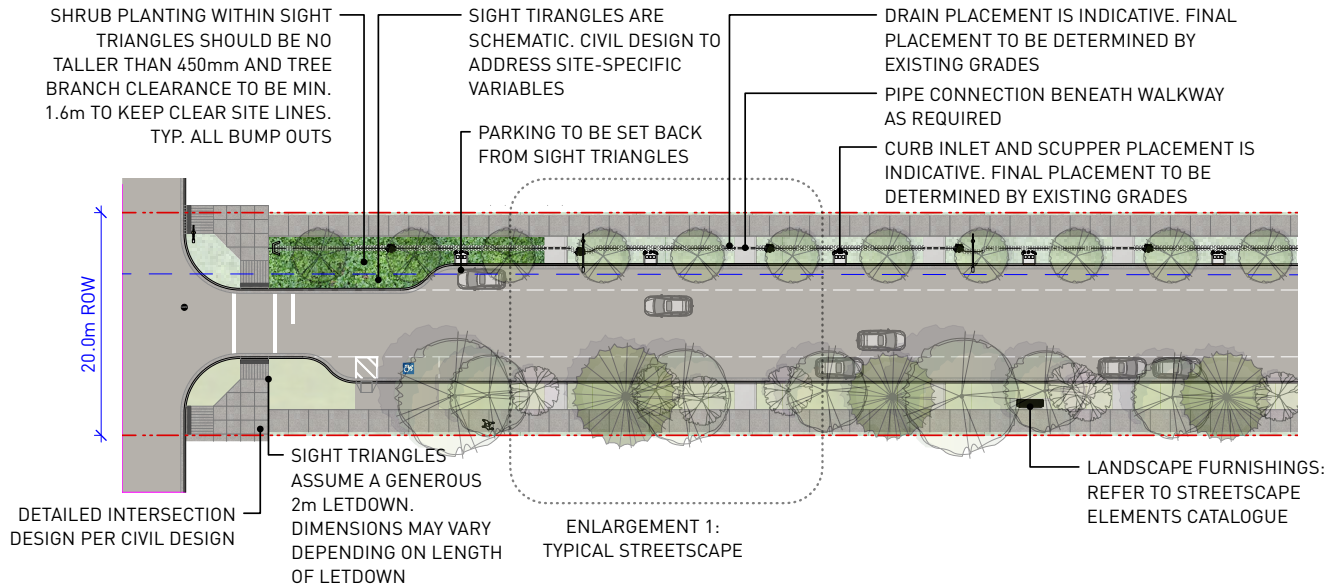 SHRUB PLANTING WITHIN SIGHT
TRIANGLES SHOULD BE NO
TALLER THAN 450mm AND TREE
BRANCH CLEARANCE TO BE MIN.
1.6m TO KEEP CLEAR SITE LINES.
TYP. ALL BUMP OUTS
SIGHT TIRANGLES ARE
SCHEMATIC. CIVIL DESIGN TO
ADDRESS SITE-SPECIFIC
VARIABLES
PARKING TO BE SET BACK
FROM SIGHT TRIANGLES
DRAIN PLACEMENT IS INDICATIVE. FINAL
PLACEMENT TO BE DETERMINED BY
EXISTING GRADES
PIPE CONNECTION BENEATH WALKWAY
AS REQUIRED
CURB INLET AND SCUPPER PLACEMENT IS
INDICATIVE. FINAL PLACEMENT TO BE
DETERMINED BY EXISTING GRADES
20.0m ROW
DETAILED INTERSECTION
DESIGN PER CIVIL DESIGN
SIGHT TRIANGLES
ASSUME A GENEROUS
2m LETDOWN.
DIMENSIONS MAY VARY
DEPENDING ON LENGTH
OF LETDOWN
ENLARGEMENT 1:
TYPICAL STREETSCAPE
LANDSCAPE FURNISHINGS:
REFER TO STREETSCAPE
ELEMENTS CATALOGUE